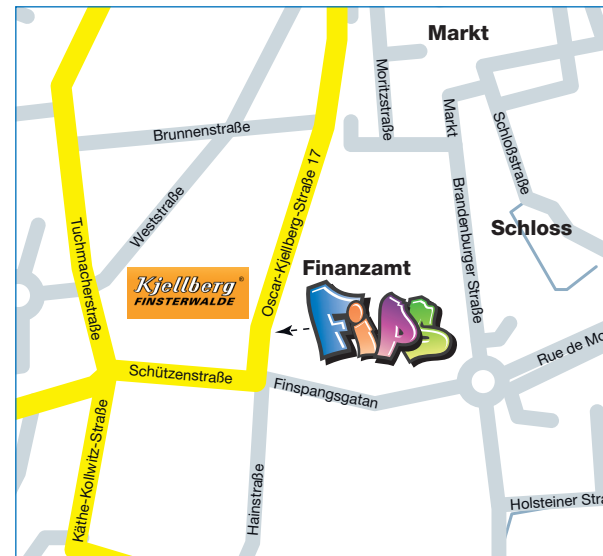 Markt
Moritzstraße
Markt
Schloßstraße
Brunnenstraße
Weststraße
Tuchmacherstraße
Oscar-Kjellberg-Straße 17
Brandenburger Straße
Schloss
Kjellberg®
FINSTERWALDE
Finanzamt
FiPS
Rue de Mo
Schützenstraße
Finspangsgatan
Käthe-Kollwitz-Straße
Hainstraße
Holsteiner Stra